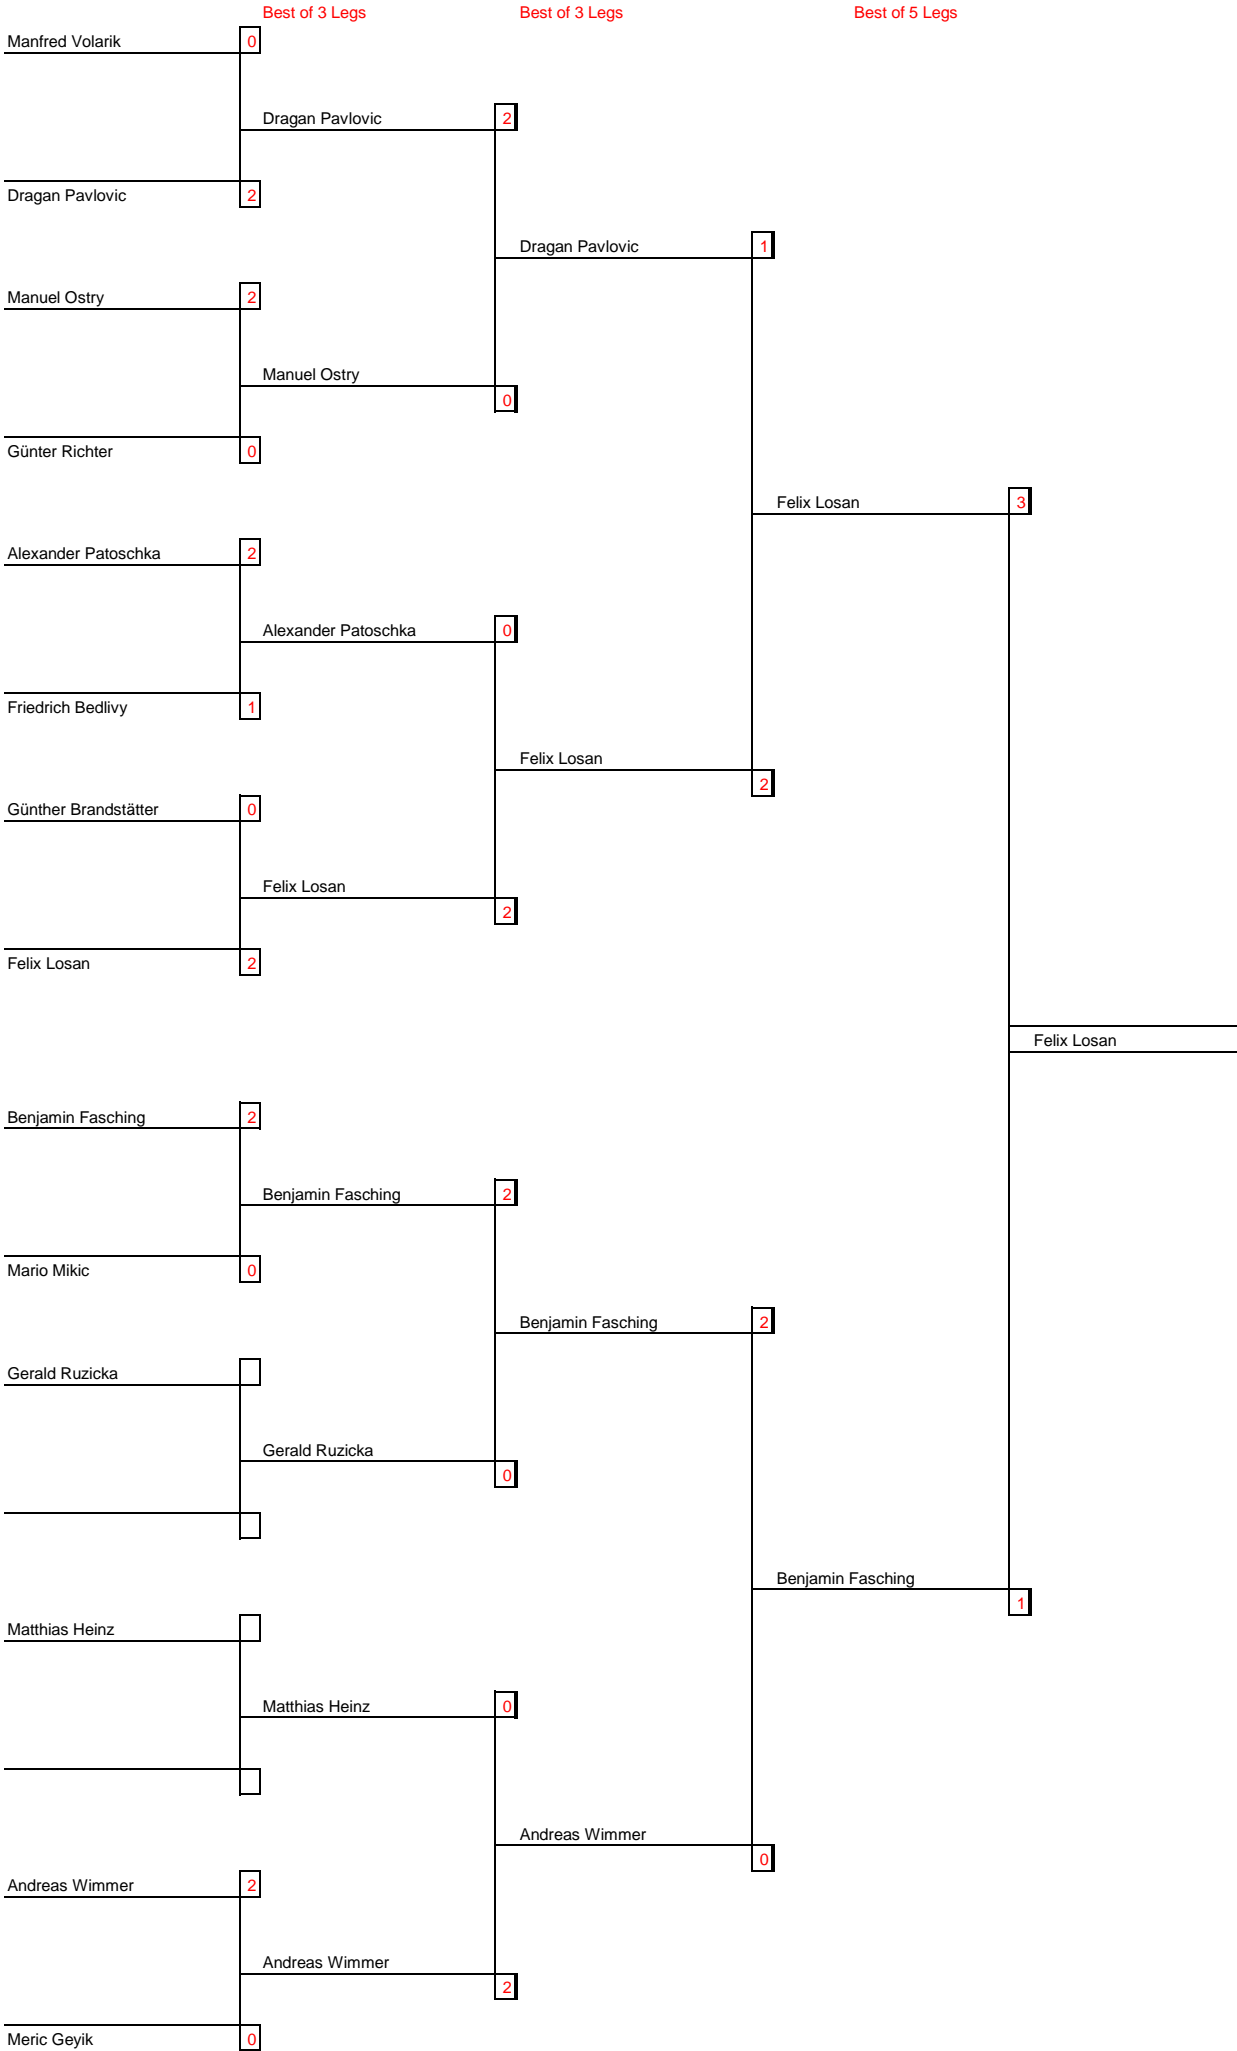 Best of 3 Legs Best of 3 Legs Best of 5 Legs
Manfred Volarik 0
Dragan Pavlovic 2
Dragan Pavlovic 2
Dragan Pavlovic 1
Manuel Ostry 2
Manuel Ostry
0
Günter Richter 0
Felix Losan 3
Alexander Patoschka 2
Alexander Patoschka 0
Friedrich Bedlivy 1
Felix Losan
2
Günther Brandstätter 0
Felix Losan
2
Felix Losan 2
Felix Losan
Benjamin Fasching 2
Benjamin Fasching 2
Mario Mikic 0
Benjamin Fasching 2
Gerald Ruzicka
Gerald Ruzicka
0
Benjamin Fasching
1
Matthias Heinz
Matthias Heinz 0
Andreas Wimmer
0
Andreas Wimmer 2
Andreas Wimmer
2
Meric Geyik 0